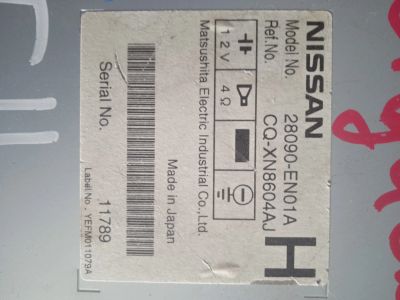 NISSAN
Model No. 28090-EN01A
Ref.No. CQ-XN8604AJ
H
12V
4Ω
Matsushita Electric Industrial Co.,Ltd.
Made in Japan
Serial No. 11789
Label No. YEFM011079A